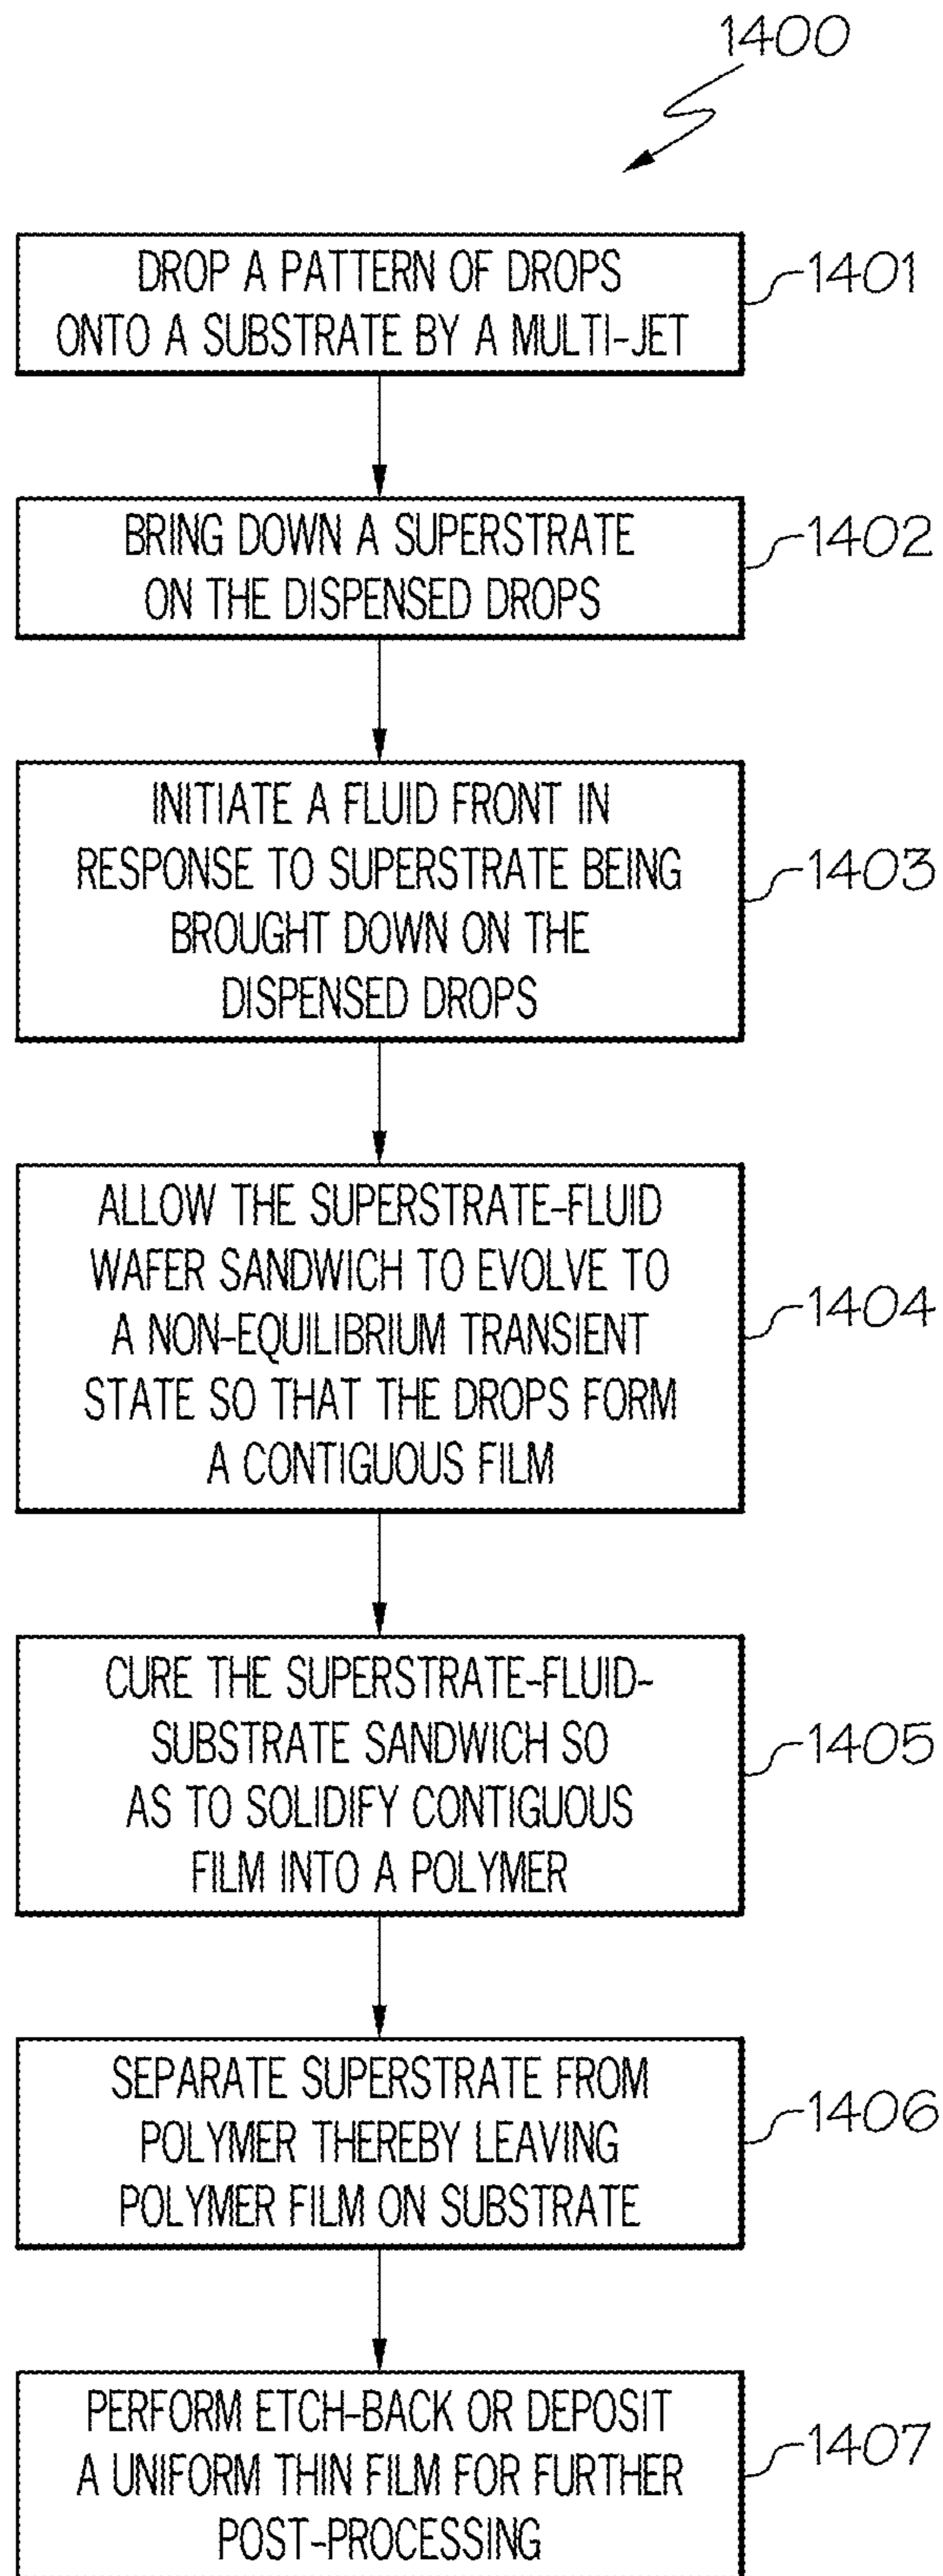 1400
DROP A PATTERN OF DROPS
ONTO A SUBSTRATE BY A MULTI-JET
1401
BRING DOWN A SUPERSTRATE
ON THE DISPENSED DROPS
1402
INITIATE A FLUID FRONT IN
RESPONSE TO SUPERSTRATE BEING
BROUGHT DOWN ON THE
DISPENSED DROPS
1403
ALLOW THE SUPERSTRATE-FLUID
WAFER SANDWICH TO EVOLVE TO
A NON-EQUILIBRIUM TRANSIENT
STATE SO THAT THE DROPS FORM
A CONTIGUOUS FILM
1404
CURE THE SUPERSTRATE-FLUID-
SUBSTRATE SANDWICH SO
AS TO SOLIDIFY CONTIGUOUS
FILM INTO A POLYMER
1405
SEPARATE SUPERSTRATE FROM
POLYMER THEREBY LEAVING
POLYMER FILM ON SUBSTRATE
1406
PERFORM ETCH-BACK OR DEPOSIT
A UNIFORM THIN FILM FOR FURTHER
POST-PROCESSING
1407